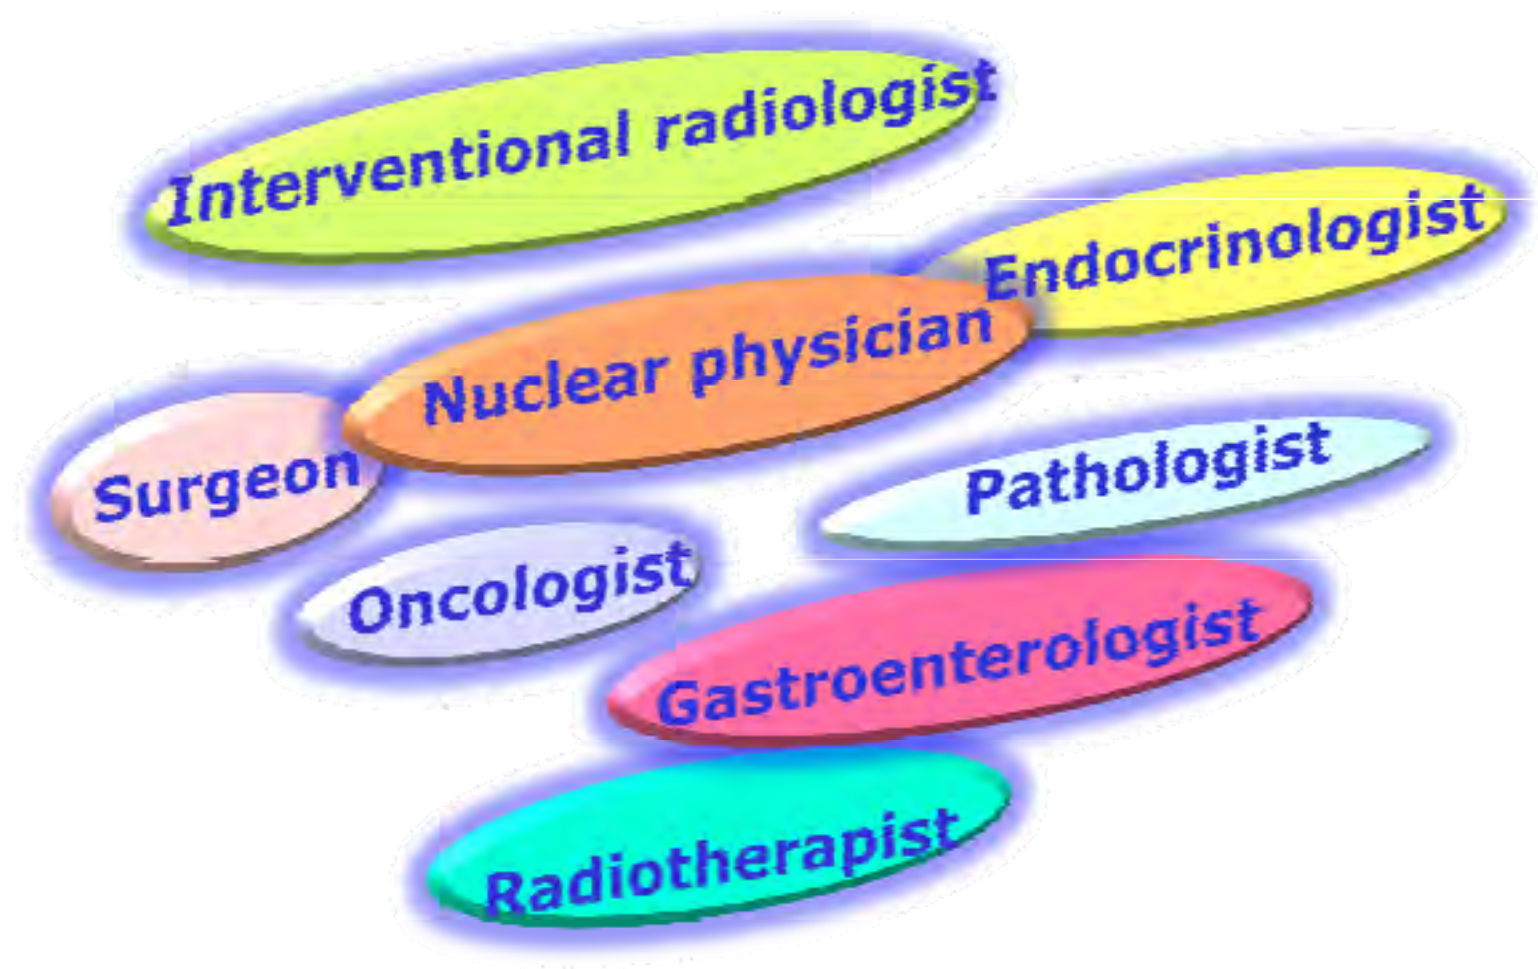 Interventional radiologist
Endocrinologist
Nuclear physician
Surgeon
Pathologist
Oncologist
Gastroenterologist
Radiotherapist